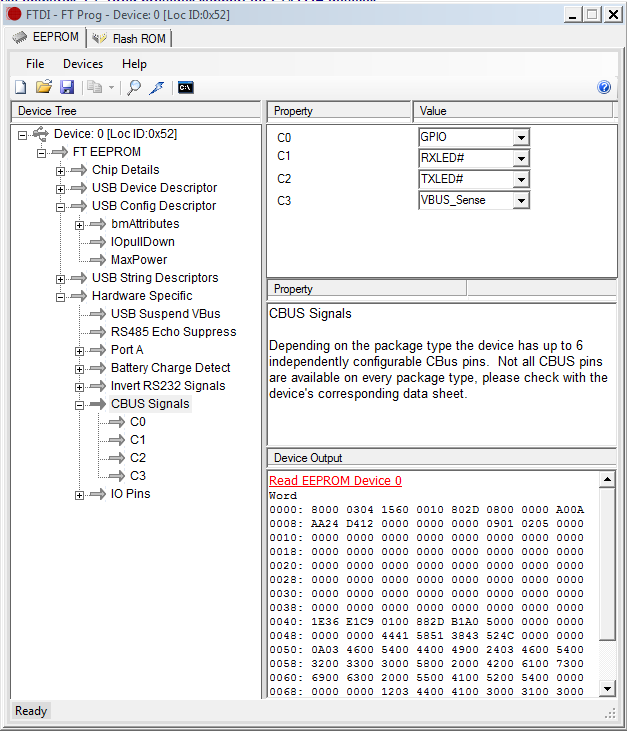 FTDI - FT Prog - Device: 0 [Loc ID:0x52]
EEPROM
Flash ROM
File Devices Help
C:\
Device Tree
Property Value
Device: 0 [Loc ID:0x52]
FT EEPROM
Chip Details
USB Device Descriptor
USB Config Descriptor
bmAttributes
IOpullDown
MaxPower
USB String Descriptors
Hardware Specific
USB Suspend VBus
RS485 Echo Suppress
Port A
Battery Charge Detect
Invert RS232 Signals
CBUS Signals
C0
C1
C2
C3
IO Pins
C0 GPIO
C1 RXLED#
C2 TXLED#
C3 VBUS_Sense
Property
CBUS Signals
Depending on the package type the device has up to 6
independently configurable CBus pins. Not all CBUS pins
are available on every package type, please check with the
device's corresponding data sheet.
Device Output
Read EEPROM Device 0
Word
0000: 8000 0304 1560 0010 802D 0800 0000 A00A
0008: AA24 D412 0000 0000 0000 0901 0205 0000
0010: 0000 0000 0000 0000 0000 0000 0000 0000
0018: 0000 0000 0000 0000 0000 0000 0000 0000
0020: 0000 0000 0000 0000 0000 0000 0000 0000
0028: 0000 0000 0000 0000 0000 0000 0000 0000
0030: 0000 0000 0000 0000 0000 0000 0000 0000
0038: 0000 0000 0000 0000 0000 0000 0000 0000
0040: 1E36 E1C9 0100 882D B1A0 5000 0000 0000
0048: 0000 0000 4441 5851 3843 524C 0000 0000
0050: 0A03 4600 5400 4400 4900 2403 4600 5400
0058: 3200 3300 3000 5800 2000 4200 6100 7300
0060: 6900 6300 2000 5500 4100 5200 5400 0000
0068: 0000 0000 1203 4400 4100 3000 3100 3000
Ready